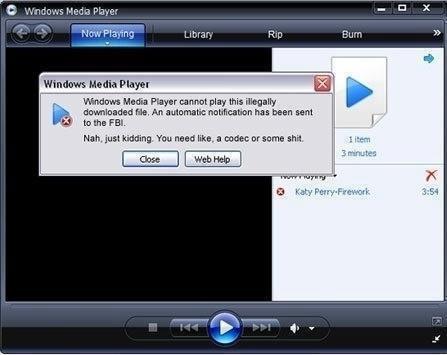 Windows Media Player
Now Playing
Library
Rip
Burn
»
Windows Media Player
Windows Media Player cannot play this illegally
downloaded file. An automatic notification has been sent
to the FBI.
Nah, just kidding. You need like, a codec or some shit.
Close
Web Help
1 item
3 minutes
Now Playing
Katy Perry-Firework 3:54